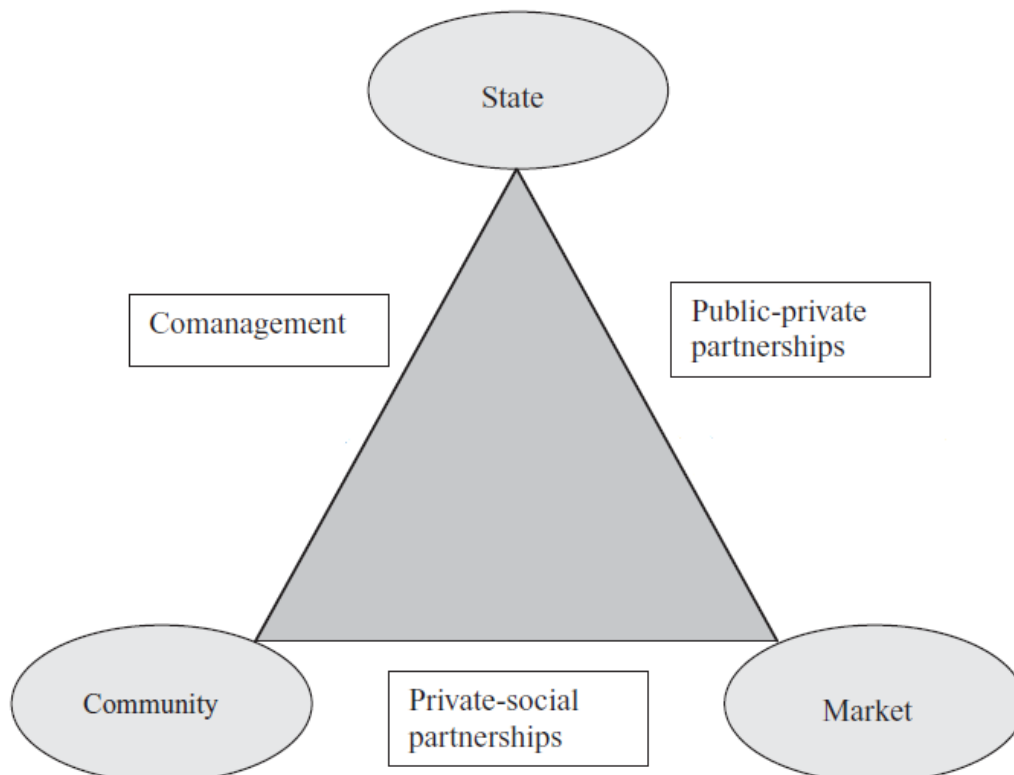 State
Comanagement
Public-private
partnerships
Community
Private-social
partnerships
Market